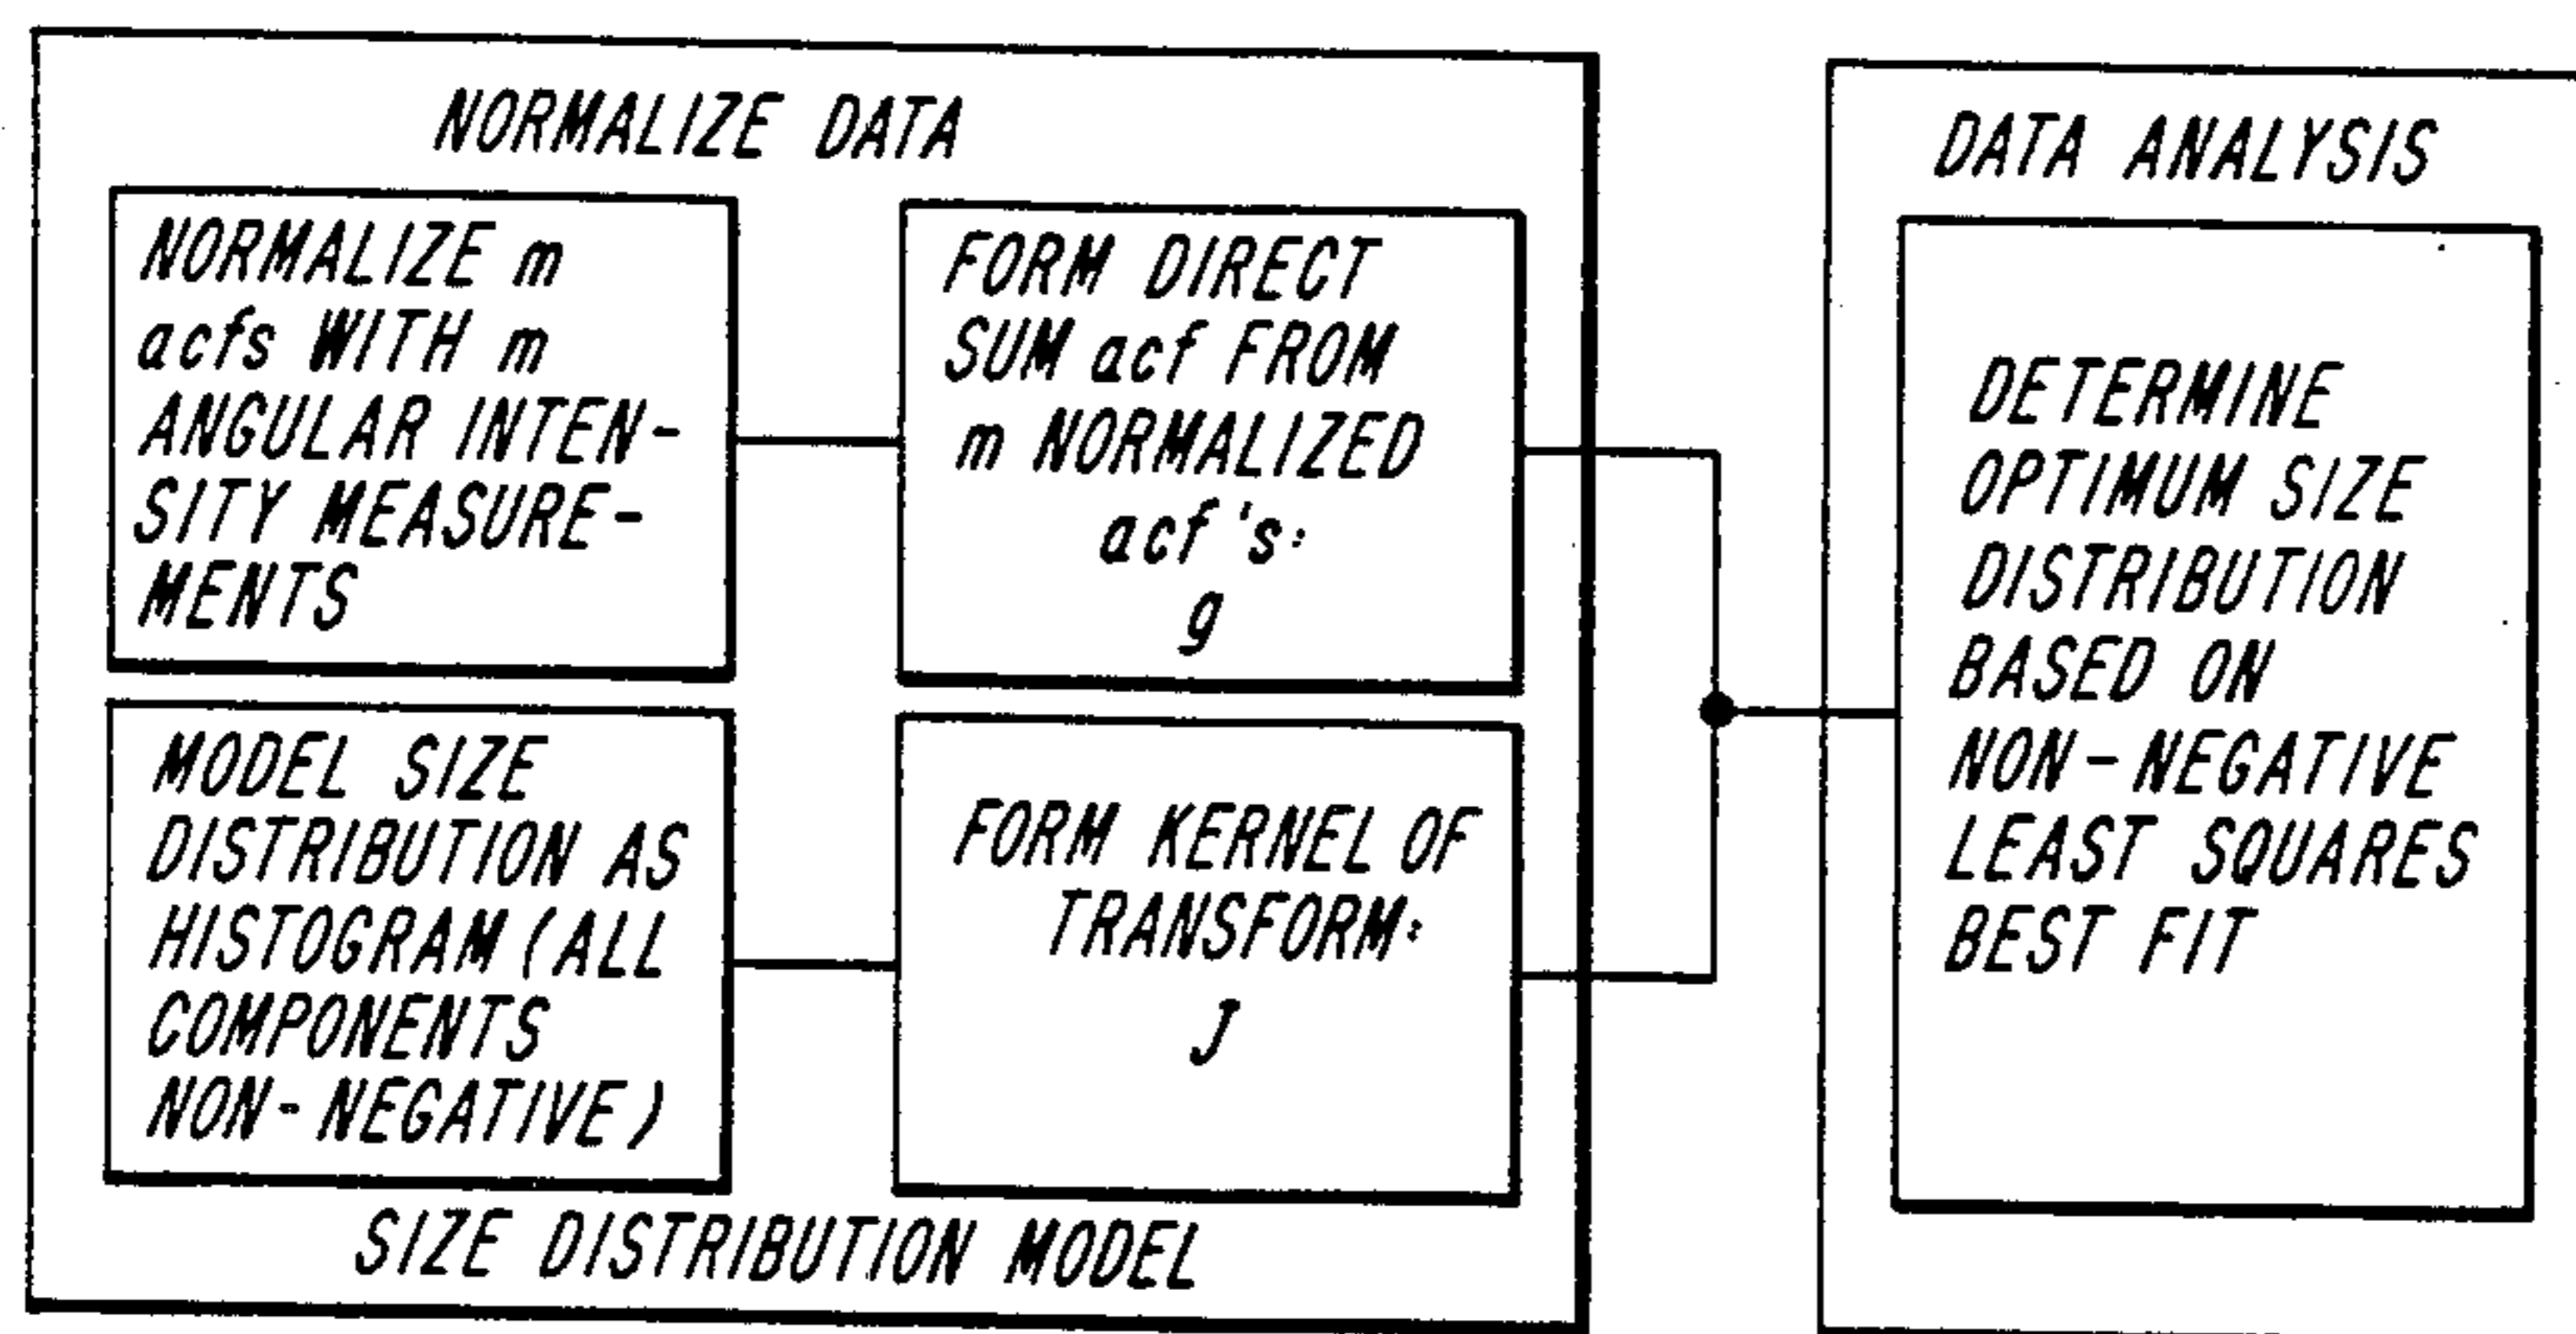 NORMALIZE DATA
NORMALIZE m
acfs WITH m
ANGULAR INTEN-
SITY MEASURE-
MENTS
FORM DIRECT
SUM acf FROM
m NORMALIZED
acf's:
g
MODEL SIZE
DISTRIBUTION AS
HISTOGRAM (ALL
COMPONENTS
NON-NEGATIVE)
FORM KERNEL OF
TRANSFORM:
J
SIZE DISTRIBUTION MODEL
DATA ANALYSIS
DETERMINE
OPTIMUM SIZE
DISTRIBUTION
BASED ON
NON-NEGATIVE
LEAST SQUARES
BEST FIT